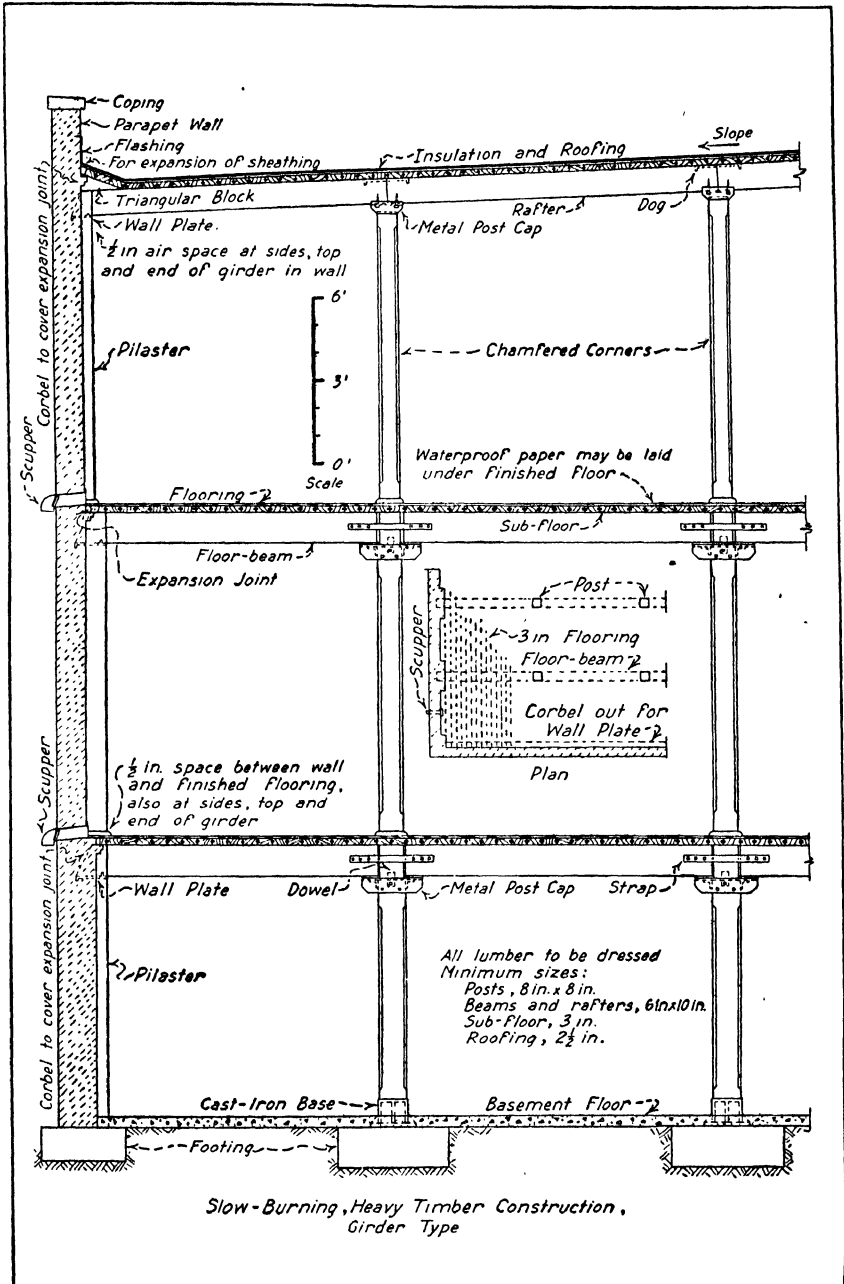 Coping
Parapet Wall
Flashing
For expansion of sheathing
Insulation and Roofing
Slope
Triangular Block
Rafter
Dog
Wall Plate.
Metal Post Cap
½ in air space at sides, top
and end of girder in wall
Corbel to cover expansion joint
6'
Pilaster
Chamfered Corners
3'
Scupper
0'
Scale
Waterproof paper may be laid
under finished floor
Flooring
Sub-floor
Floor-beam
Expansion Joint
Post
3 in Flooring
Scupper
Floor-beam
Corbel out for
Wall Plate
Plan
½ in. space between wall
and finished flooring,
also at sides, top and
end of girder
Scupper
Wall Plate
Dowel
Metal Post Cap
Strap
Corbel to cover expansion joint
Pilaster
All lumber to be dressed
Minimum sizes:
Posts, 8 in. x 8 in.
Beams and rafters, 6in x 10 in.
Sub-floor, 3 in.
Roofing, 2½ in.
Cast-Iron Base
Basement Floor
Footing
Slow-Burning, Heavy Timber Construction,
Girder Type